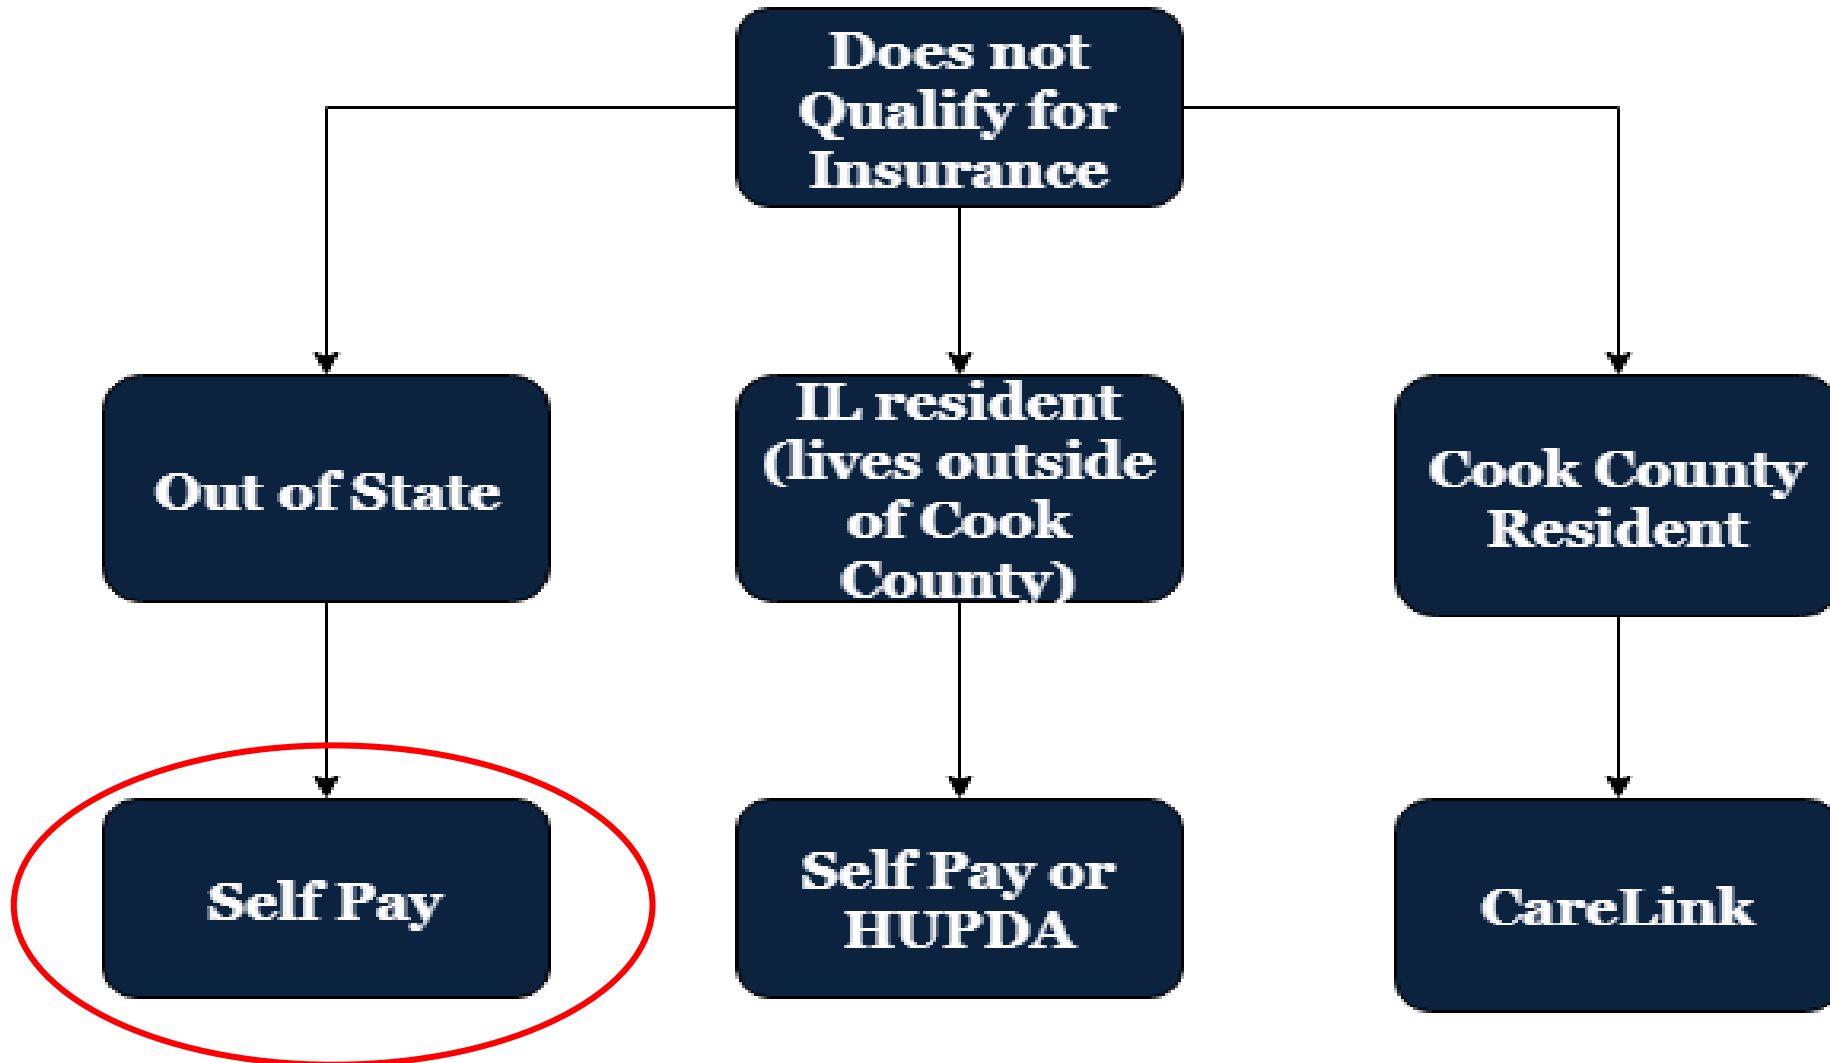 Does not
Qualify for
Insurance
Out of State
IL resident
(lives outside
of Cook
County)
Cook County
Resident
Self Pay
Self Pay or
HUPDA
CareLink